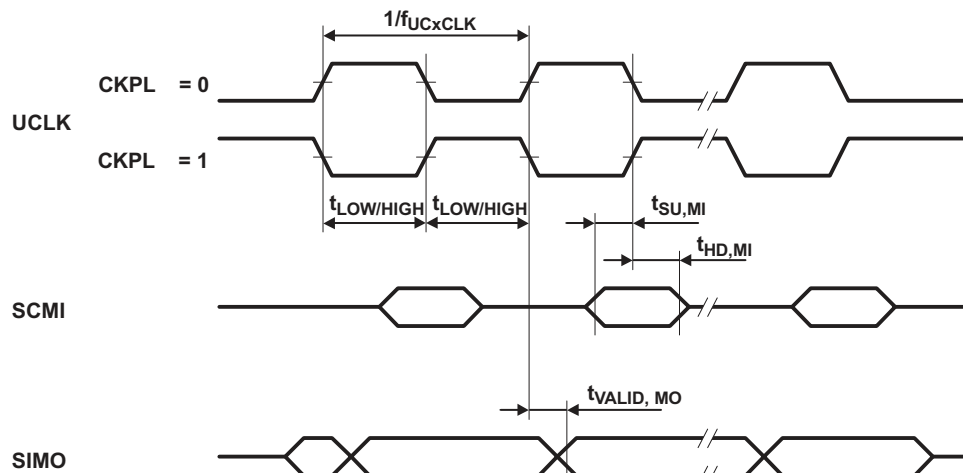 1/fUCxCLK
CKPL = 0
UCLK
CKPL = 1
tLOW/HIGH tLOW/HIGH tSU,MI
tHD,MI
SCMI
tVALID, MO
SIMO